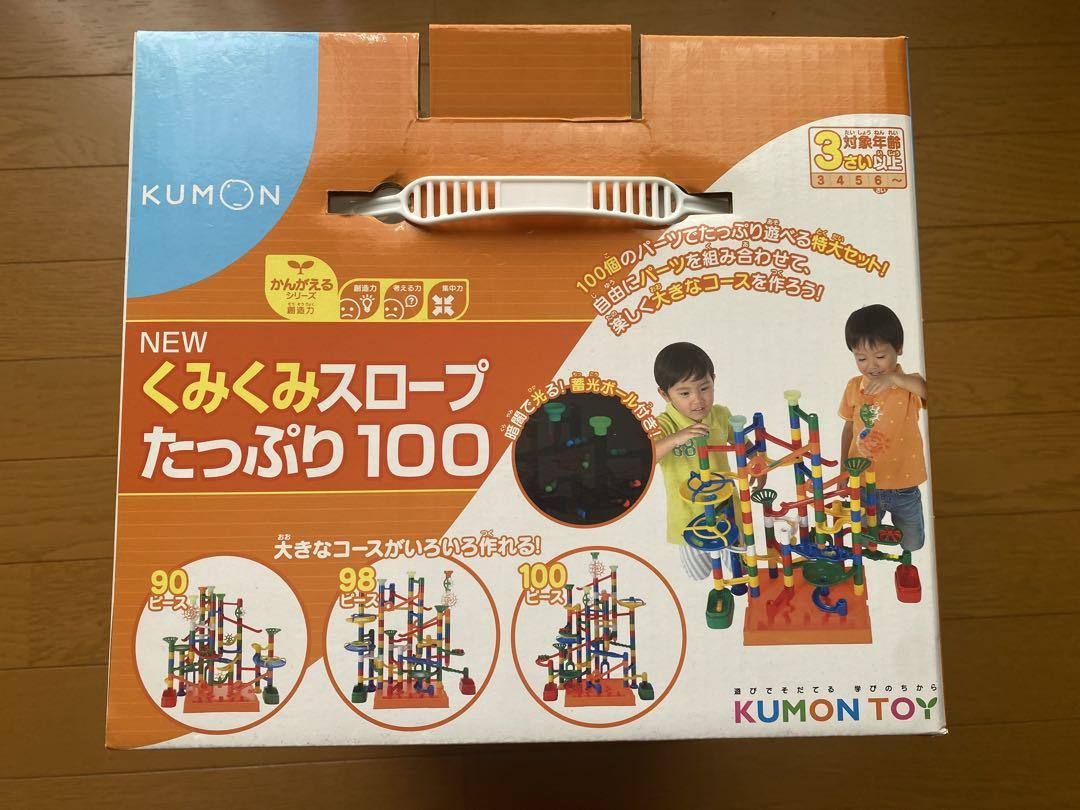 KUMON
対象年齢
3さい以上
3 4 5 6 〜
100個のパーツでたっぷり遊べる特大セット!
自由にパーツを組み合わせて、
楽しく大きなコースを作ろう!
かんがえる
シリーズ
創造力
創造力
考える力
集中力
NEW
くみくみスロープ
たっぷり100
暗闇で光る!蓄光ボール付き!
大きなコースがいろいろ作れる!
90
ピース
98
ピース
100
ピース
遊びでそだてる 学びのちから
KUMON TOY